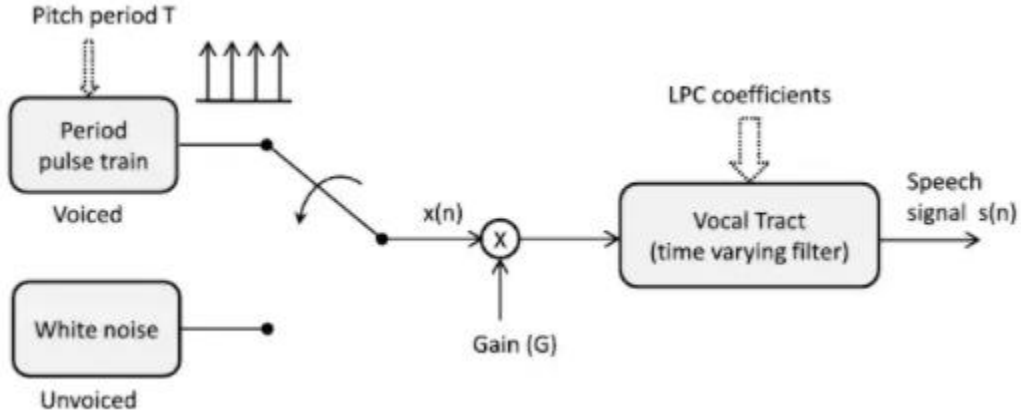 Pitch period T
Period
pulse train
Voiced
White noise
Unvoiced
x(n)
X
Gain (G)
LPC coefficients
Vocal Tract
(time varying filter)
Speech
signal s(n)